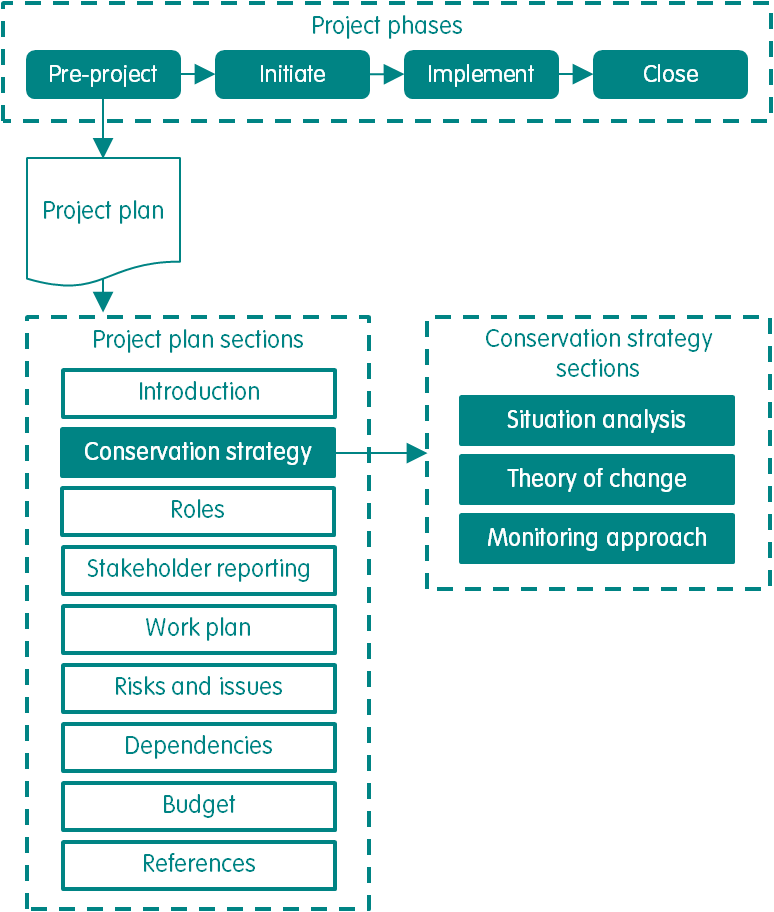 Project phases
Pre-project
Initiate
Implement
Close
Project plan
Project plan sections
Introduction
Conservation strategy
Roles
Stakeholder reporting
Work plan
Risks and issues
Dependencies
Budget
References
Conservation strategy
sections
Situation analysis
Theory of change
Monitoring approach